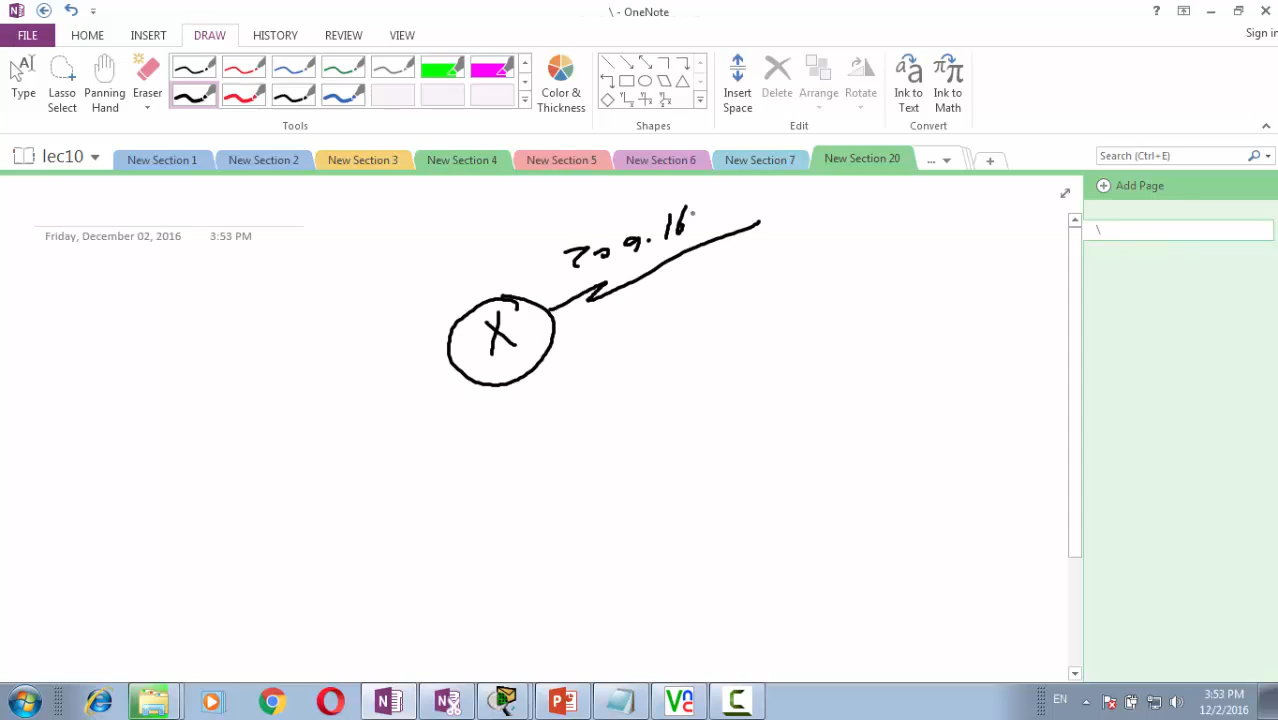 \ - OneNote
?
FILE HOME INSERT DRAW HISTORY REVIEW VIEW
Sign in
Type Lasso Select Panning Hand Eraser
Color & Thickness
Insert Space Delete Arrange Rotate
Ink to Text Ink to Math
Tools Shapes Edit Convert
lec10 New Section 1 New Section 2 New Section 3 New Section 4 New Section 5 New Section 6 New Section 7 New Section 20 ...
Search (Ctrl+E)
Add Page
\
Friday, December 02, 2016 3:53 PM
X
EN
3:53 PM
12/2/2016